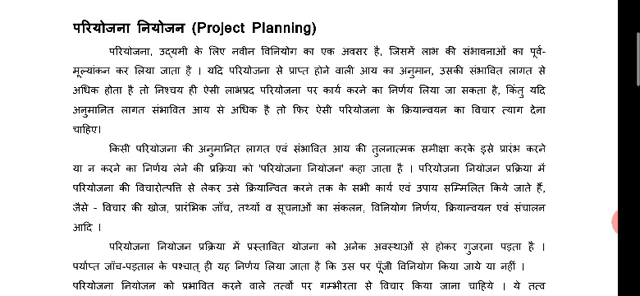 परियोजना नियोजन (Project Planning)
परियोजना, उद्यमी के लिए नवीन विनियोग का एक अवसर है, जिसमें लाभ की संभावनाओं का पूर्व-
मूल्यांकन कर लिया जाता है । यदि परियोजना से प्राप्त होने वाली आय का अनुमान, उसकी संभावित लागत से
अधिक होता है तो निश्चय ही ऐसी लाभप्रद परियोजना पर कार्य करने का निर्णय लिया जा सकता है, किंतु यदि
अनुमानित लागत संभावित आय से अधिक है तो फिर ऐसी परियोजना के क्रियान्वयन का विचार त्याग देना
चाहिए।
किसी परियोजना की अनुमानित लागत एवं संभावित आय की तुलनात्मक समीक्षा करके इसे प्रारंभ करने
या न करने का निर्णय लेने की प्रक्रिया को 'परियोजना नियोजन' कहा जाता है । परियोजना नियोजन प्रक्रिया में
परियोजना की विचारोत्पत्ति से लेकर उसे क्रियान्वित करने तक के सभी कार्य एवं उपाय सम्मिलित किये जाते हैं,
जैसे - विचार की खोज, प्रारंभिक जाँच, तथ्यों व सूचनाओं का संकलन, विनियोग निर्णय, क्रियान्वयन एवं संचालन
आदि ।
परियोजना नियोजन प्रक्रिया में प्रस्तावित योजना को अनेक अवस्थाओं से होकर गुजरना पड़ता है ।
पर्याप्त जाँच-पड़ताल के पश्चात् ही यह निर्णय लिया जाता है कि उस पर पूँजी विनियोग किया जाये या नहीं ।
परियोजना नियोजन को प्रभावित करने वाले तत्वों पर गम्भीरता से विचार किया जाना चाहिये । ये तत्व